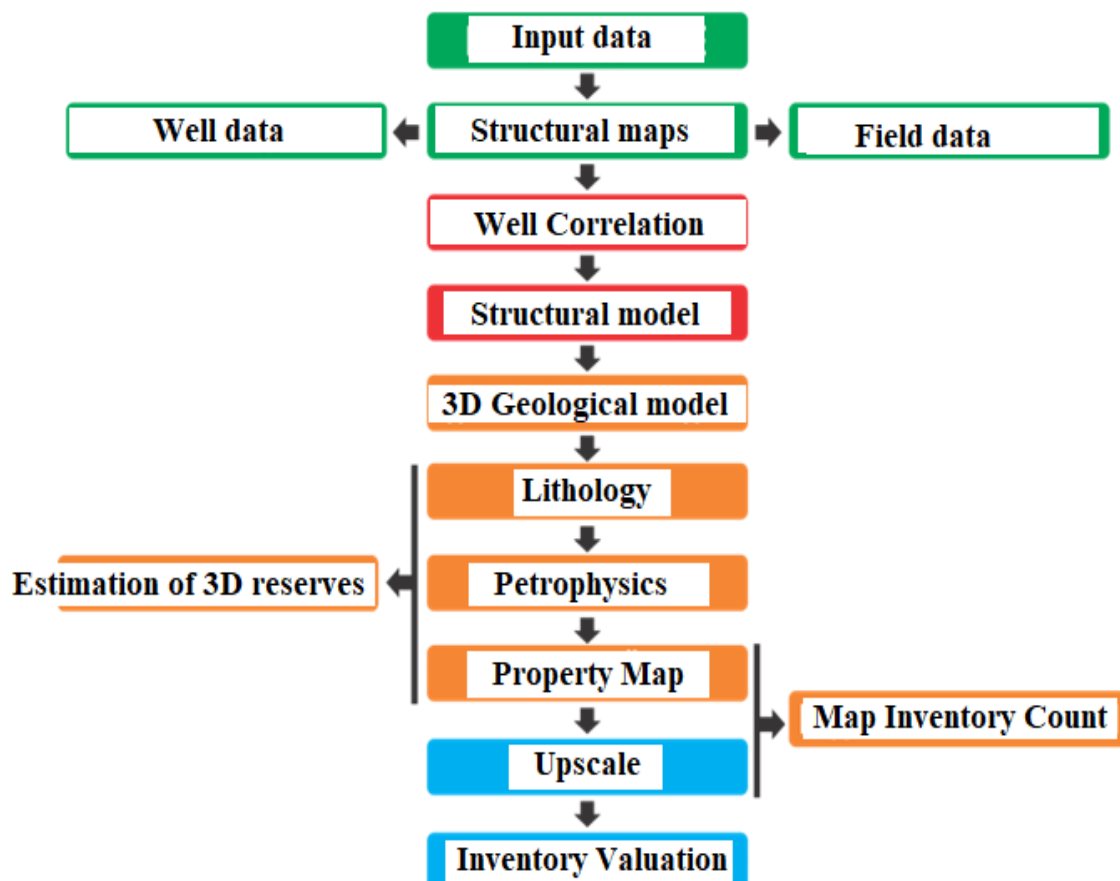 Input data
Well data
Structural maps
Field data
Well Correlation
Structural model
3D Geological model
Lithology
Estimation of 3D reserves
Petrophysics
Property Map
Map Inventory Count
Upscale
Inventory Valuation